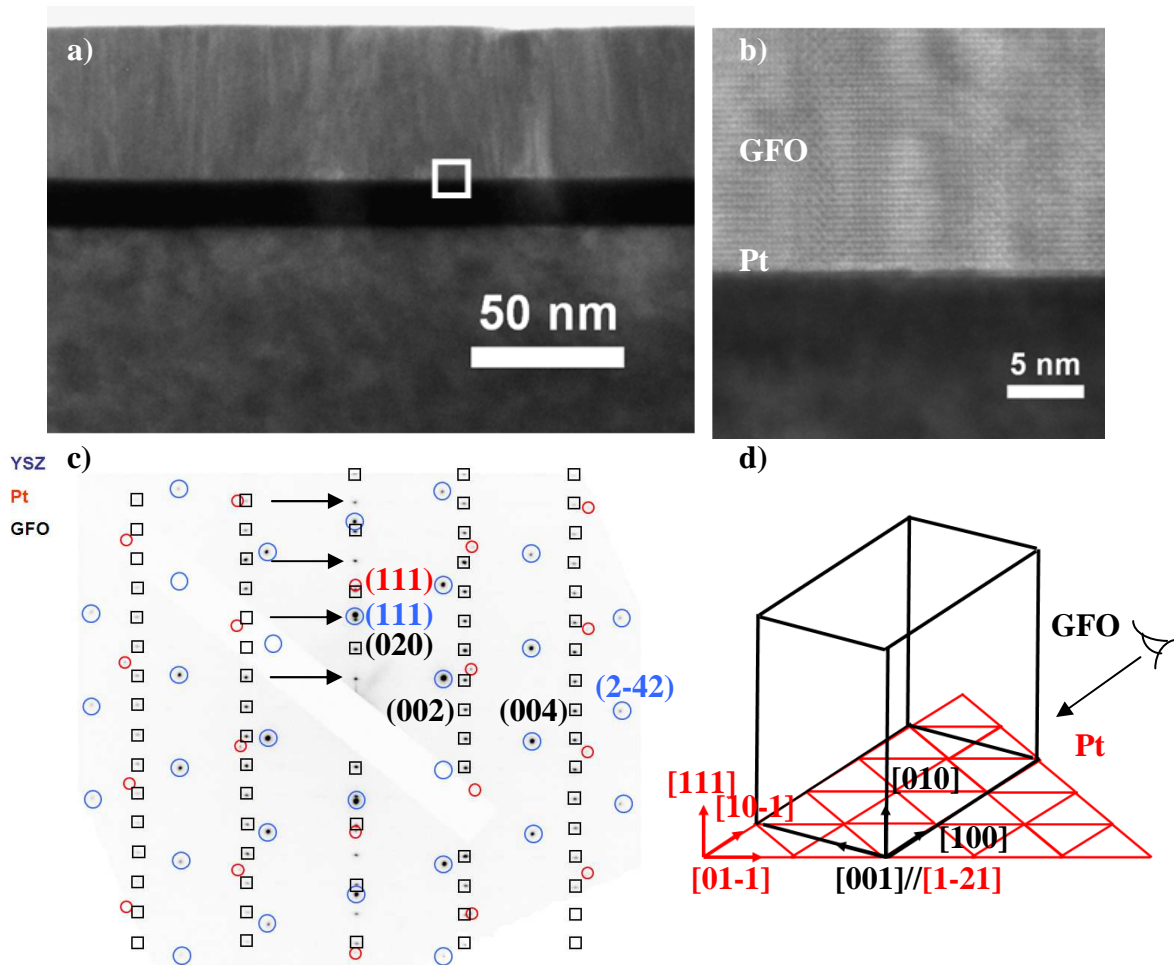 a)
50 nm
b)
GFO
Pt
5 nm
YSZ
Pt
GFO
c)
(111)
(111)
(020)
(002)
(004)
(2-42)
d)
GFO
Pt
[111]
[10-1]
[010]
[100]
[01-1]
[001]//[1-21]